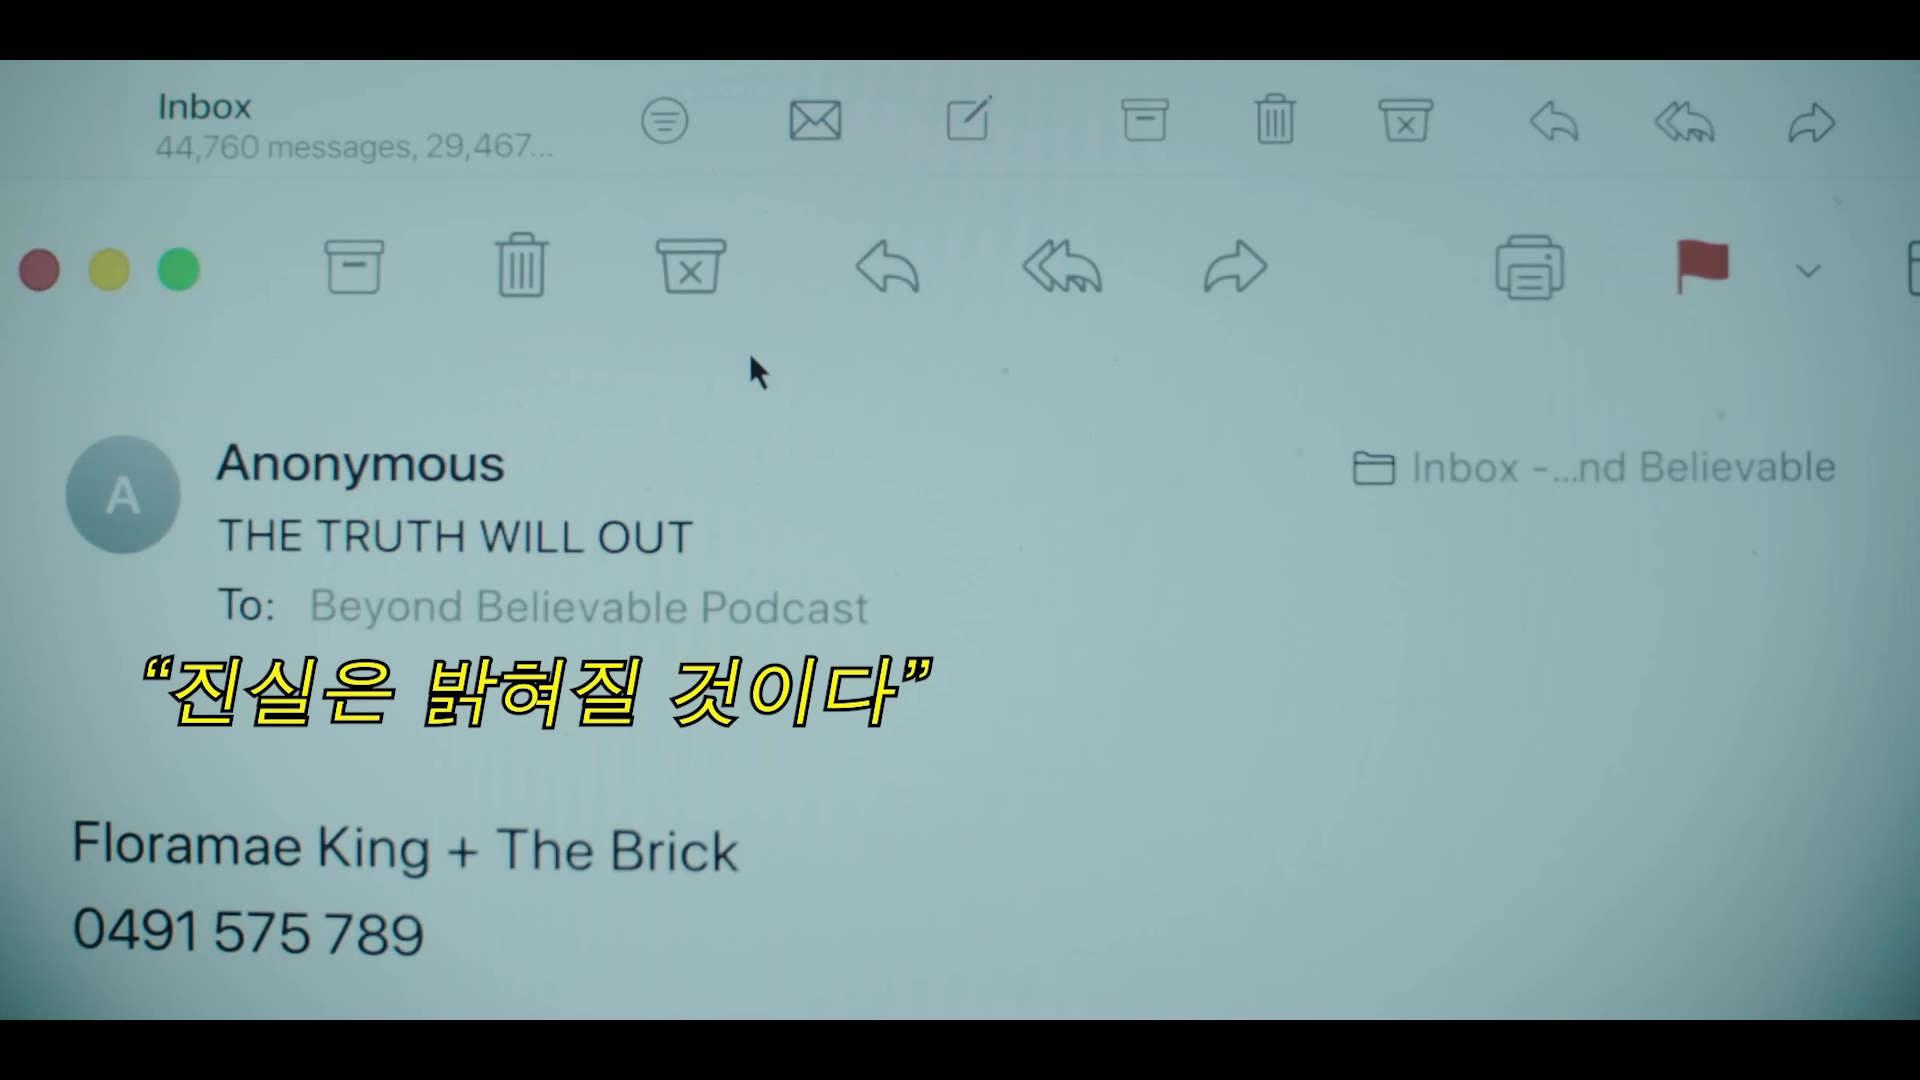 Inbox
44,760 messages, 29,467...
A
Anonymous
Inbox -...nd Believable
THE TRUTH WILL OUT
To: Beyond Believable Podcast
“진실은 밝혀질 것이다”
Floramae King + The Brick
0491 575 789